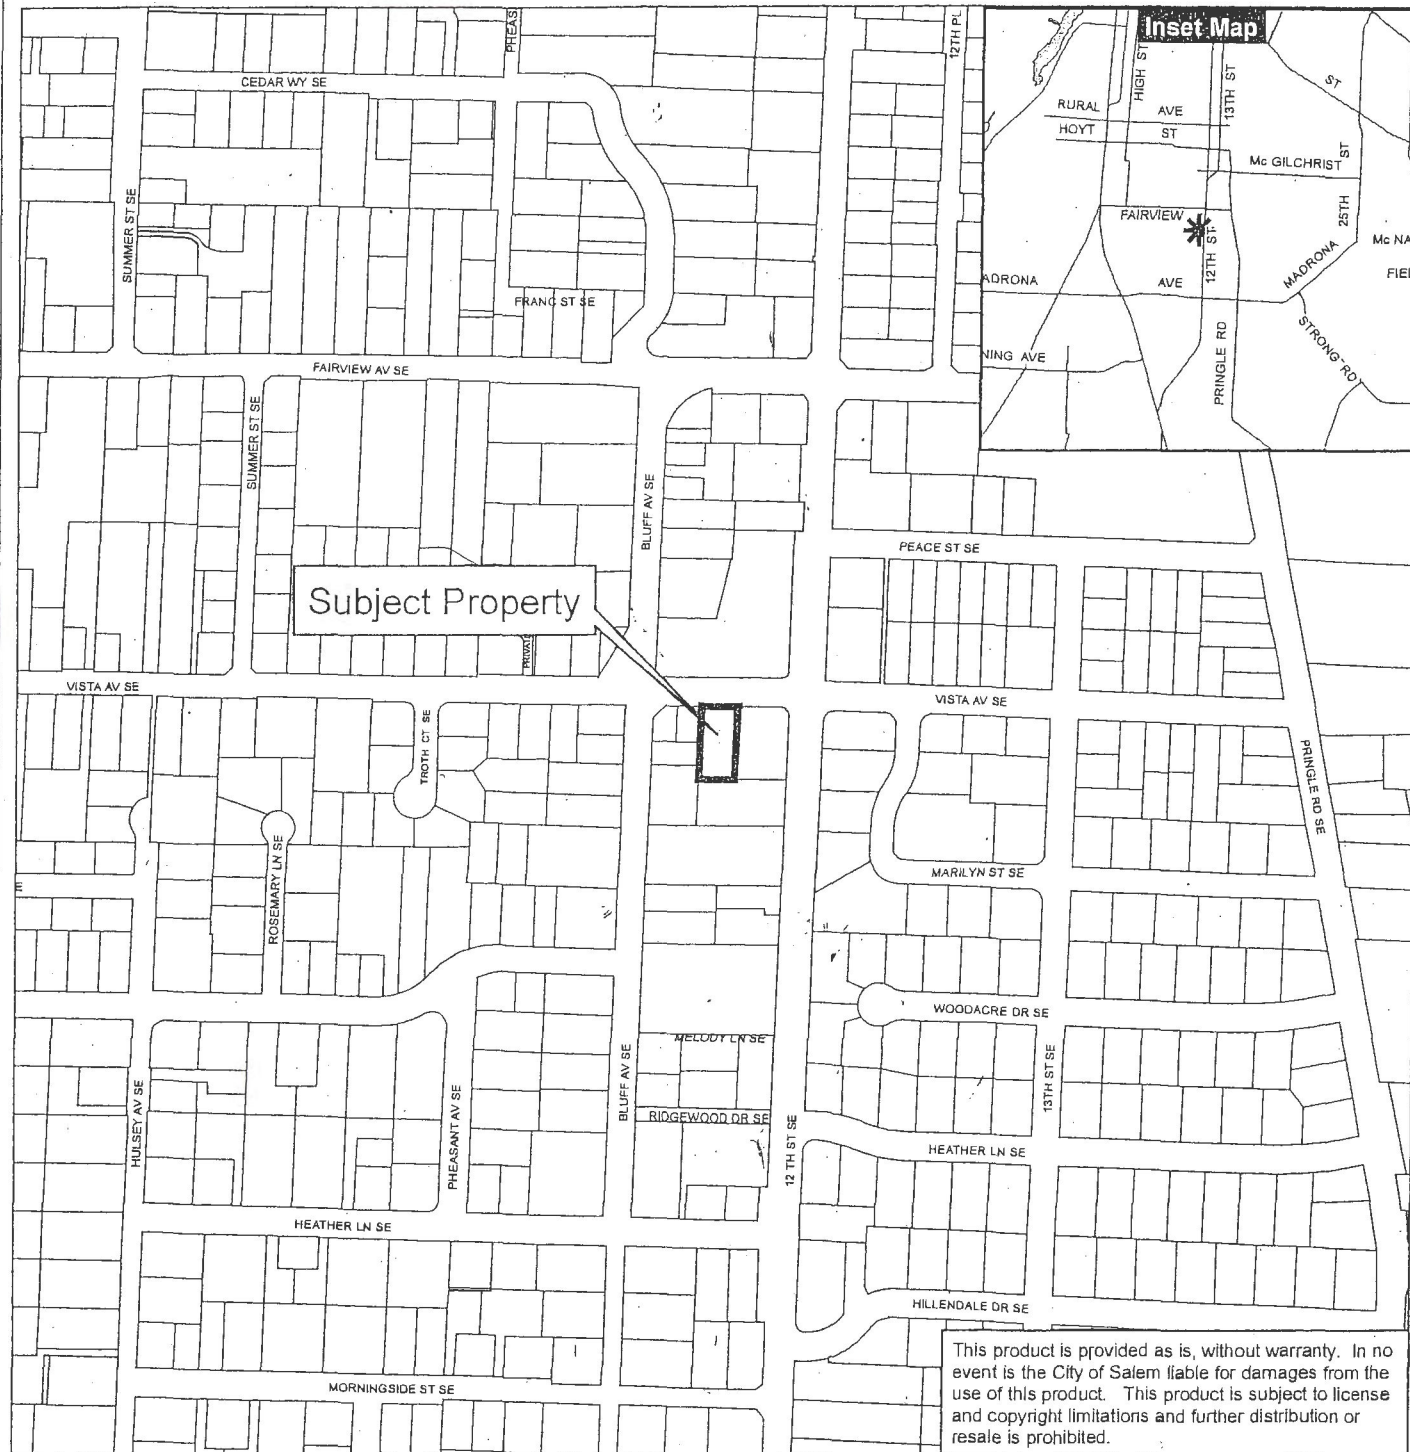 PHEAS
12TH PL
Inset Map
CEDAR WY SE
HIGH ST
13TH ST
ST
RURAL AVE
HOYT ST
Mc GILCHRIST
25TH ST
SUMMER ST SE
FAIRVIEW
Mc NA
FIEL
12TH ST
MADRONA
ADRONA AVE
FRANC ST SE
STRONG RD
PRINGLE RD
NING AVE
FAIRVIEW AV SE
SUMMER ST SE
BLUFF AV SE
PEACE ST SE
Subject Property
PRIVATE
VISTA AV SE
VISTA AV SE
TROTH CT SE
PRINGLE RD SE
ROSEMARY LN SE
MARILYN ST SE
E
WOODACRE DR SE
MELODY LN SE
BLUFF AV SE
13TH ST SE
HULSEY AV SE
PHEASANT AV SE
RIDGEWOOD DR SE
12 TH ST SE
HEATHER LN SE
HEATHER LN SE
HILLENDALE DR SE
MORNINGSIDE ST SE
This product is provided as is, without warranty. In no
event is the City of Salem liable for damages from the
use of this product. This product is subject to license
and copyright limitations and further distribution or
resale is prohibited.